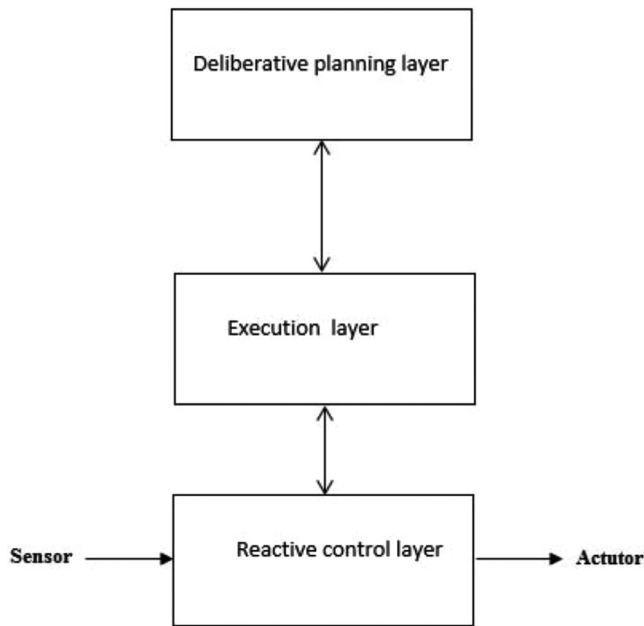 Deliberative planning layer
Execution layer
Reactive control layer
Sensor
Actutor